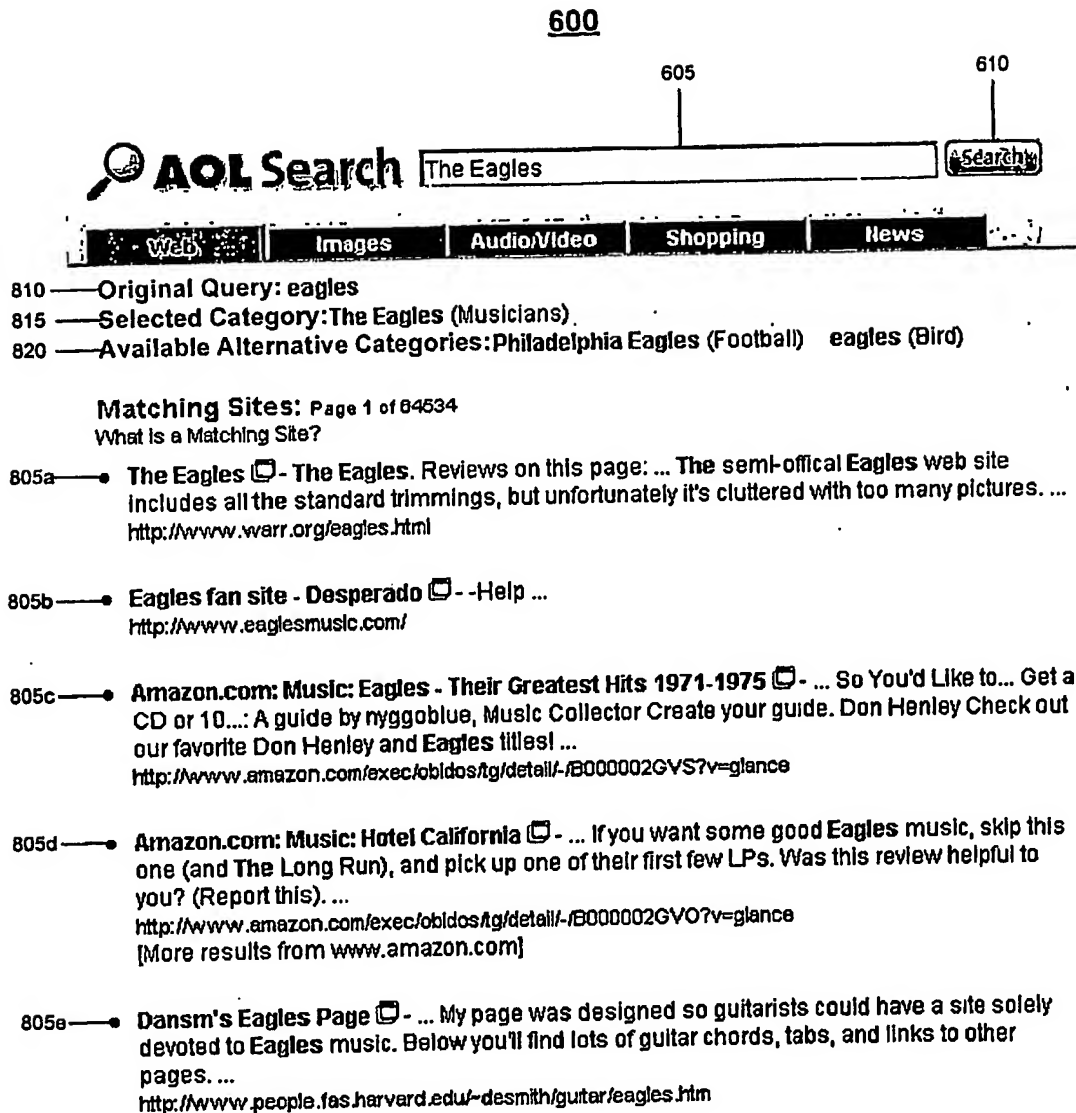 600
605 610
AOL Search The Eagles Search
Web Images Audio/Video Shopping News
810 Original Query: eagles
815 Selected Category:The Eagles (Musicians)
820 Available Alternative Categories:Philadelphia Eagles (Football) eagles (Bird)
Matching Sites: Page 1 of 64534
What is a Matching Site?
805a The Eagles - The Eagles. Reviews on this page: ... The semi-offical Eagles web site
includes all the standard trimmings, but unfortunately it's cluttered with too many pictures. ...
http://www.warr.org/eagles.html
805b Eagles fan site - Desperado - -Help ...
http://www.eaglesmusic.com/
805c Amazon.com: Music: Eagles - Their Greatest Hits 1971-1975 - ... So You'd Like to... Get a
CD or 10...: A guide by nyggoblue, Music Collector Create your guide. Don Henley Check out
our favorite Don Henley and Eagles titles! ...
http://www.amazon.com/exec/obidos/tg/detail/-/B000002GVS?v=glance
805d Amazon.com: Music: Hotel California - ... If you want some good Eagles music, skip this
one (and The Long Run), and pick up one of their first few LPs. Was this review helpful to
you? (Report this). ...
http://www.amazon.com/exec/obidos/tg/detail/-/B000002GVO?v=glance
[More results from www.amazon.com]
805e Dansm's Eagles Page - ... My page was designed so guitarists could have a site solely
devoted to Eagles music. Below you'll find lots of guitar chords, tabs, and links to other
pages. ...
http://www.people.fas.harvard.edu/~desmith/guitar/eagles.htm